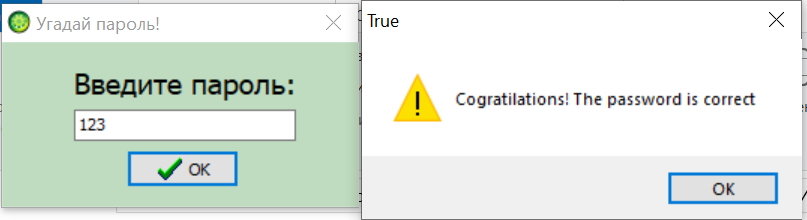 Угадай пароль!
Введите пароль:
123
OK
True
Cogratilations! The password is correct
OK